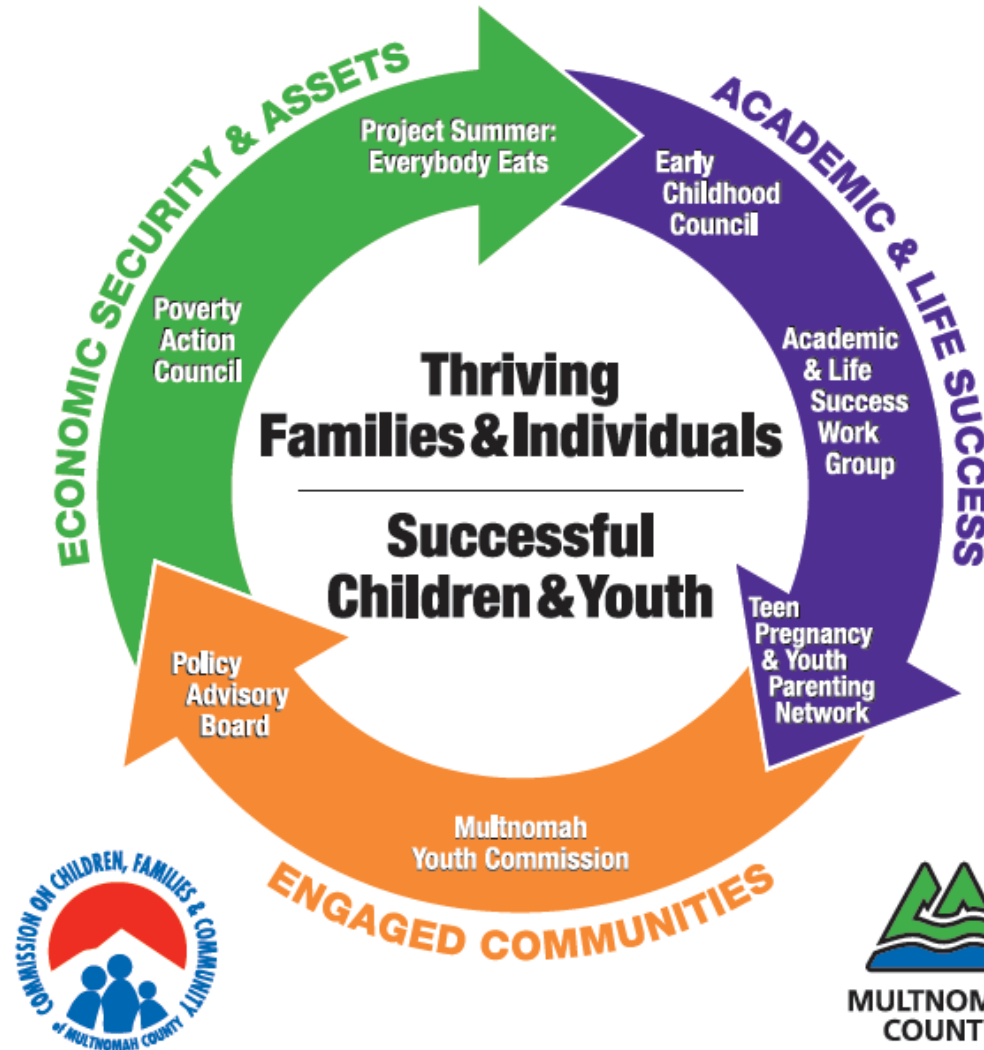 ECONOMIC SECURITY & ASSETS
Project Summer:
Everybody Eats
Poverty
Action
Council
ACADEMIC & LIFE SUCCESS
Early
Childhood
Council
Academic
& Life
Success
Work
Group
Teen
Pregnancy
& Youth
Parenting
Network
Thriving
Families & Individuals
Successful
Children & Youth
Policy
Advisory
Board
Multnomah
Youth Commission
ENGAGED COMMUNITIES
COMMISSION ON CHILDREN, FAMILIES & COMMUNITY
of MULTNOMAH COUNTY
MULTNOM
COUNT